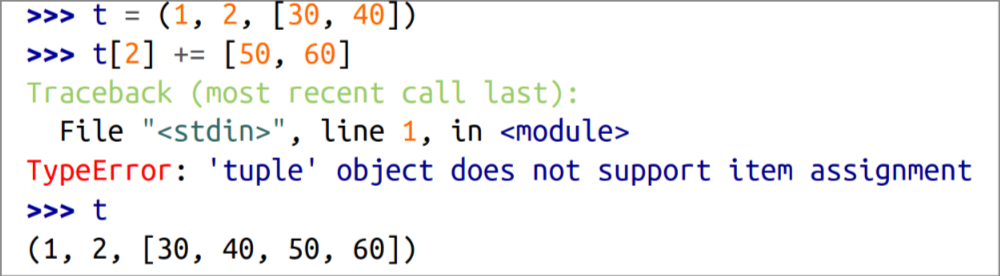 >>> t = (1, 2, [30, 40])
>>> t[2] += [50, 60]
Traceback (most recent call last):
  File "<stdin>", line 1, in <module>
TypeError: 'tuple' object does not support item assignment
>>> t
(1, 2, [30, 40, 50, 60])